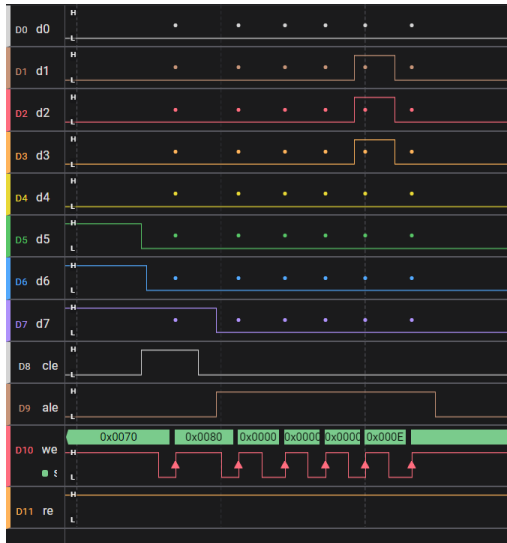 H
D0 d0
L
H
D1 d1
L
H
D2 d2
L
H
D3 d3
L
H
D4 d4
L
H
D5 d5
L
H
D6 d6
L
H
D7 d7
L
H
D8 cle
L
H
D9 ale
L
0x0070 0x0080 0x0000 0x0000 0x000E
D10 we H
L
H
D11 re
L